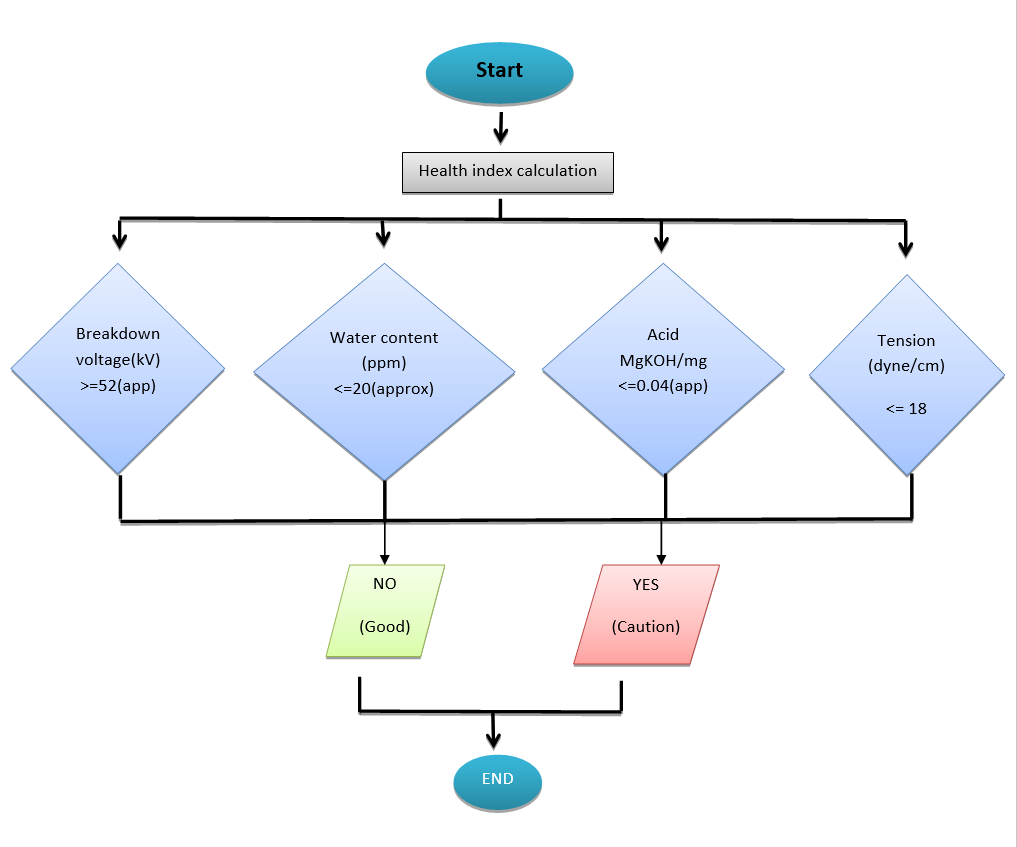 Start
Health index calculation
Breakdown
voltage(kV)
>=52(app)
Water content
(ppm)
<=20(approx)
Acid
MgKOH/mg
<=0.04(app)
Tension
(dyne/cm)
<= 18
NO
(Good)
YES
(Caution)
END